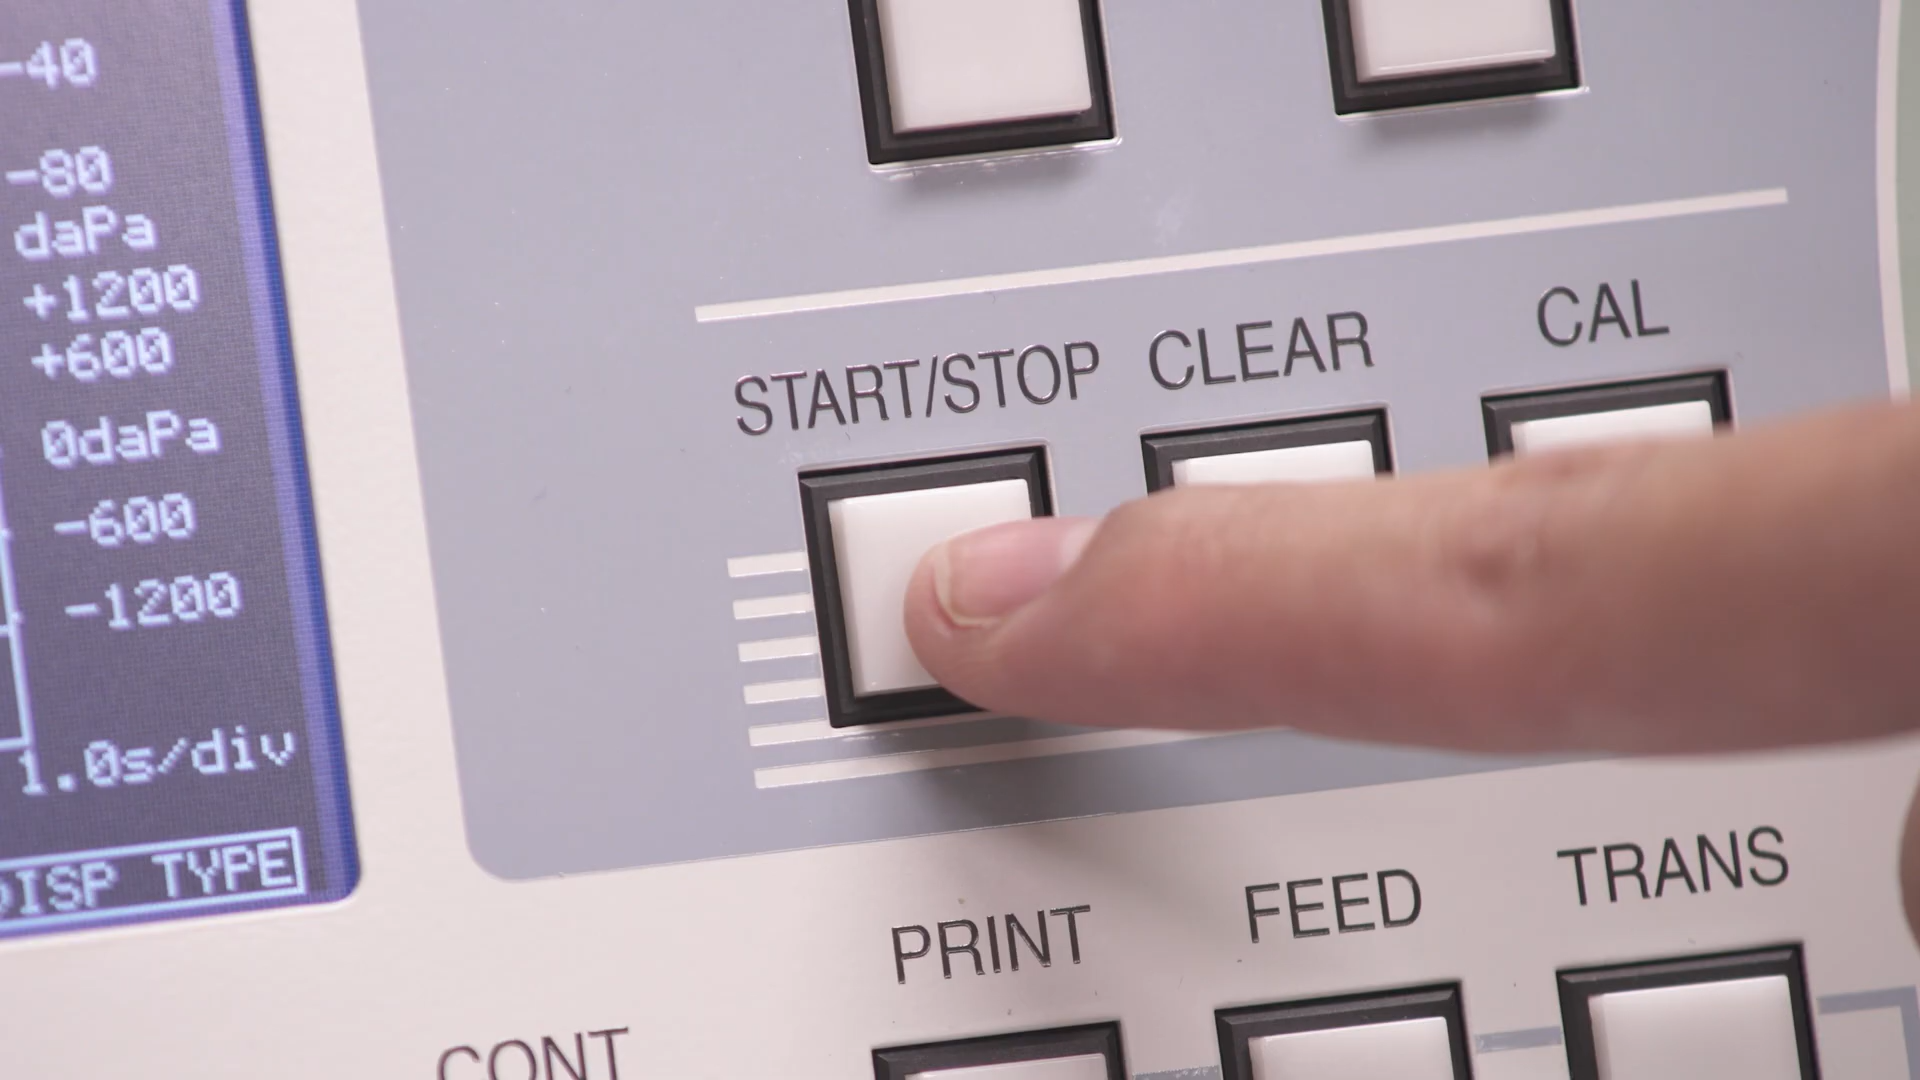 -40
-80
daPa
+1200
+600
0daPa
-600
-1200
1.0s/div
DISP TYPE
START/STOP
CLEAR
CAL
PRINT
FEED
TRANS
CONT